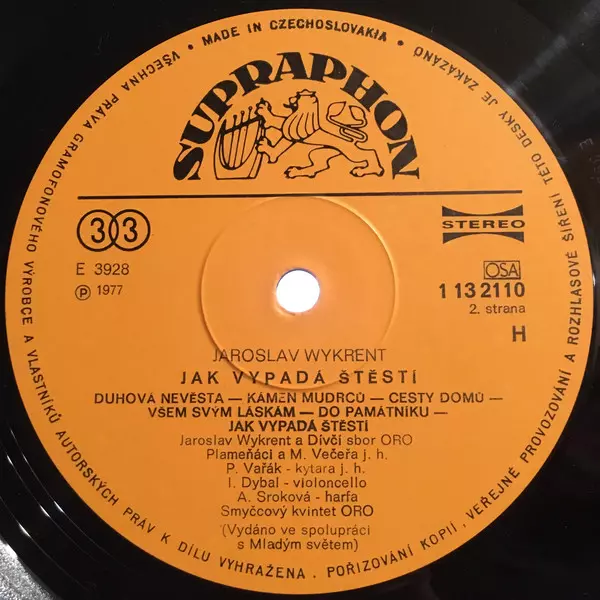 VŠECHNA PRÁVA GRAMOFONOVÉHO VÝROBCE A VLASTNÍKŮ AUTORSKÝCH PRÁV K DÍLU VYHRAŽENA . POŘIZOVÁNÍ KOPIÍ, VEŘEJNÉ PROVOZOVÁNÍ A ROZHLASOVÉ ŠÍŘENÍ TÉTO DESKY JE ZAKÁZÁNO • MADE IN CZECHOSLOVAKIA •
SUPRAPHON
33
STEREO
E 3928
Ⓟ 1977
OSA
1 13 2110
2. strana
H
JAROSLAV WYKRENT
JAK VYPADÁ ŠTĚSTÍ
DUHOVÁ NEVĚSTA — KÁMEN MUDRCŮ — CESTY DOMŮ —
VŠEM SVÝM LÁSKÁM — DO PAMÁTNÍKU —
JAK VYPADÁ ŠTĚSTÍ
Jaroslav Wykrent a Dívčí sbor ORO
Plameňáci a M. Večeřa j. h.
P. Vařák - kytara j. h.
I. Dybal - violoncello
A. Sroková - harfa
Smyčcový kvintet ORO
(Vydáno ve spolupráci
s Mladým světem)